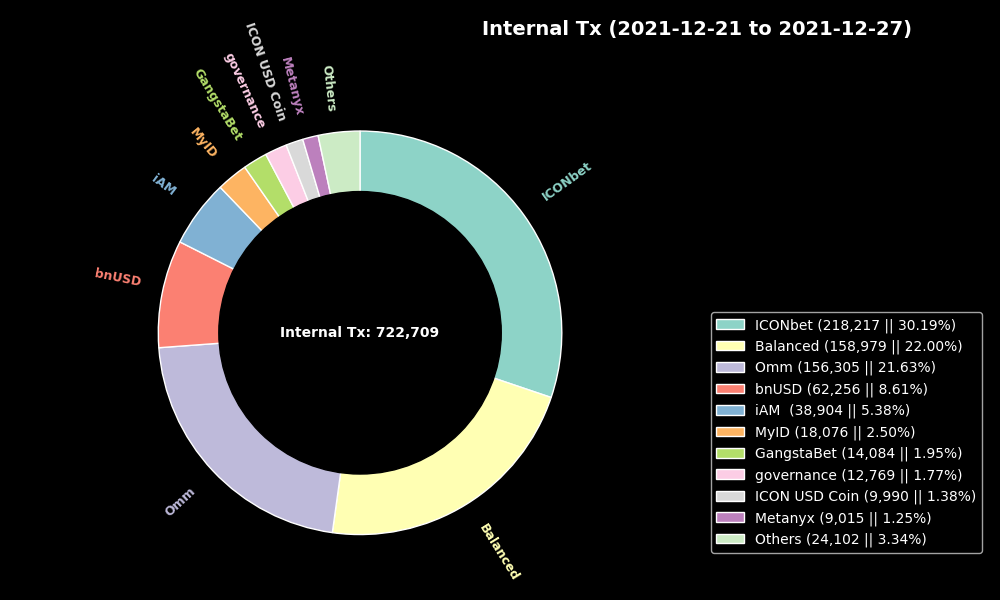 Internal Tx (2021-12-21 to 2021-12-27)
Others
Metanyx
ICON USD Coin
governance
GangstaBet
MyID
iAM
bnUSD
Omm
Balanced
ICONbet
Internal Tx: 722,709
ICONbet (218,217 || 30.19%)
Balanced (158,979 || 22.00%)
Omm (156,305 || 21.63%)
bnUSD (62,256 || 8.61%)
iAM  (38,904 || 5.38%)
MyID (18,076 || 2.50%)
GangstaBet (14,084 || 1.95%)
governance (12,769 || 1.77%)
ICON USD Coin (9,990 || 1.38%)
Metanyx (9,015 || 1.25%)
Others (24,102 || 3.34%)